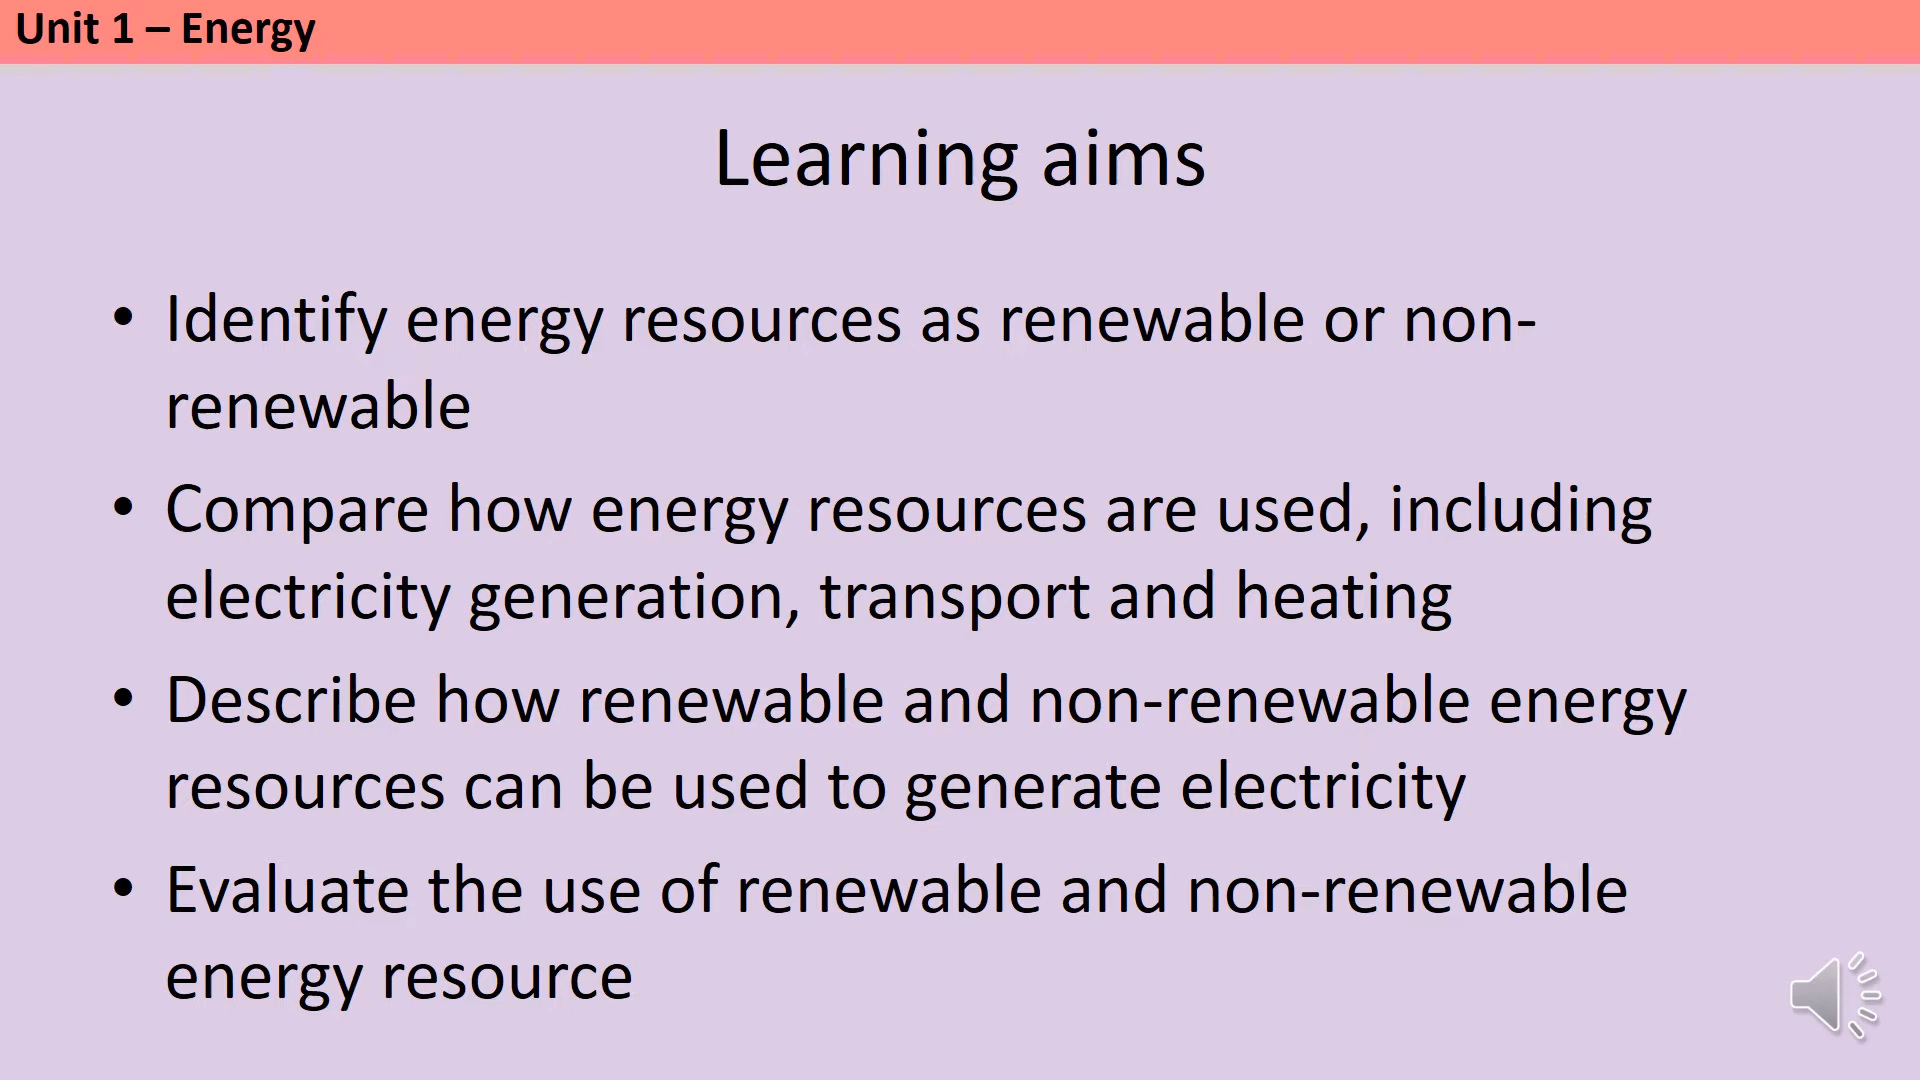 Unit 1 – Energy
Learning aims
• Identify energy resources as renewable or non-
renewable
• Compare how energy resources are used, including
electricity generation, transport and heating
• Describe how renewable and non-renewable energy
resources can be used to generate electricity
• Evaluate the use of renewable and non-renewable
energy resource